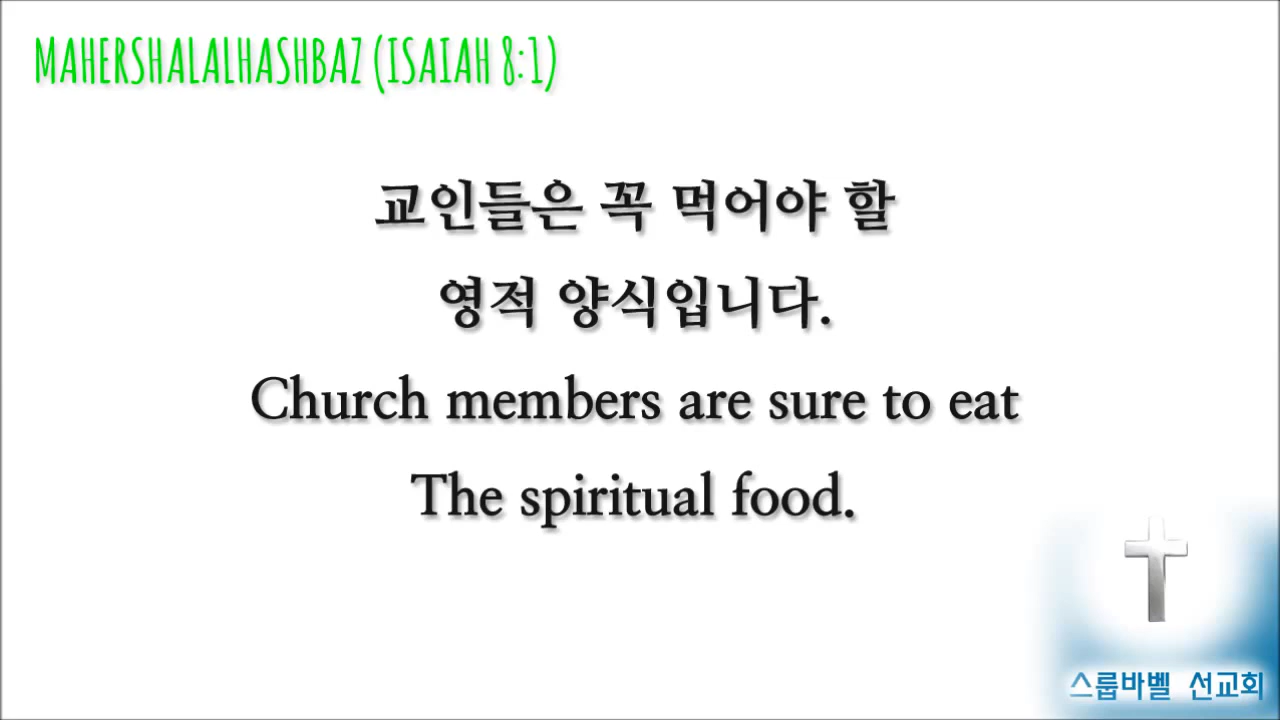 MAHERSHALALHASHBAZ (ISAIAH 8:1)
교인들은 꼭 먹어야 할
영적 양식입니다.
Church members are sure to eat
The spiritual food.
스룹바벨 선교회